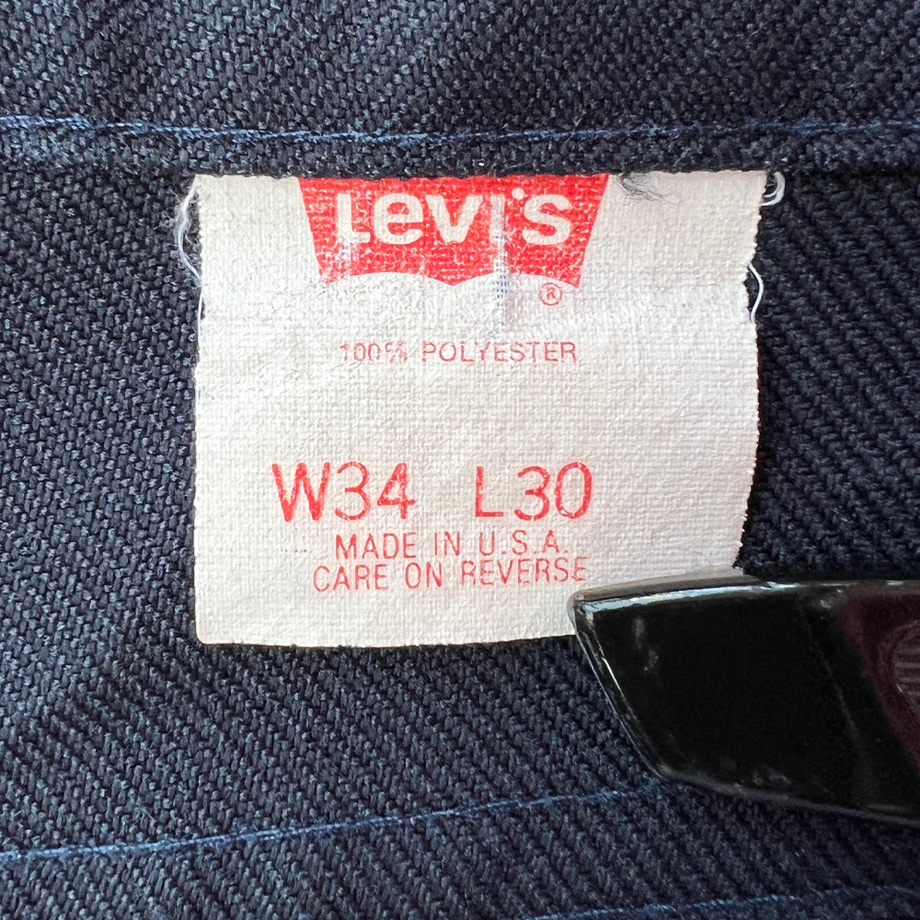 Levi's
®
100% POLYESTER
W34 L30
MADE IN U.S.A.
CARE ON REVERSE